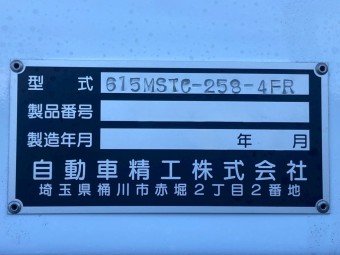 型 式 615MSTC-258-4FR
製品番号
製造年月 年 月
自動車精工株式会社
埼玉県桶川市赤堀2丁目2番地